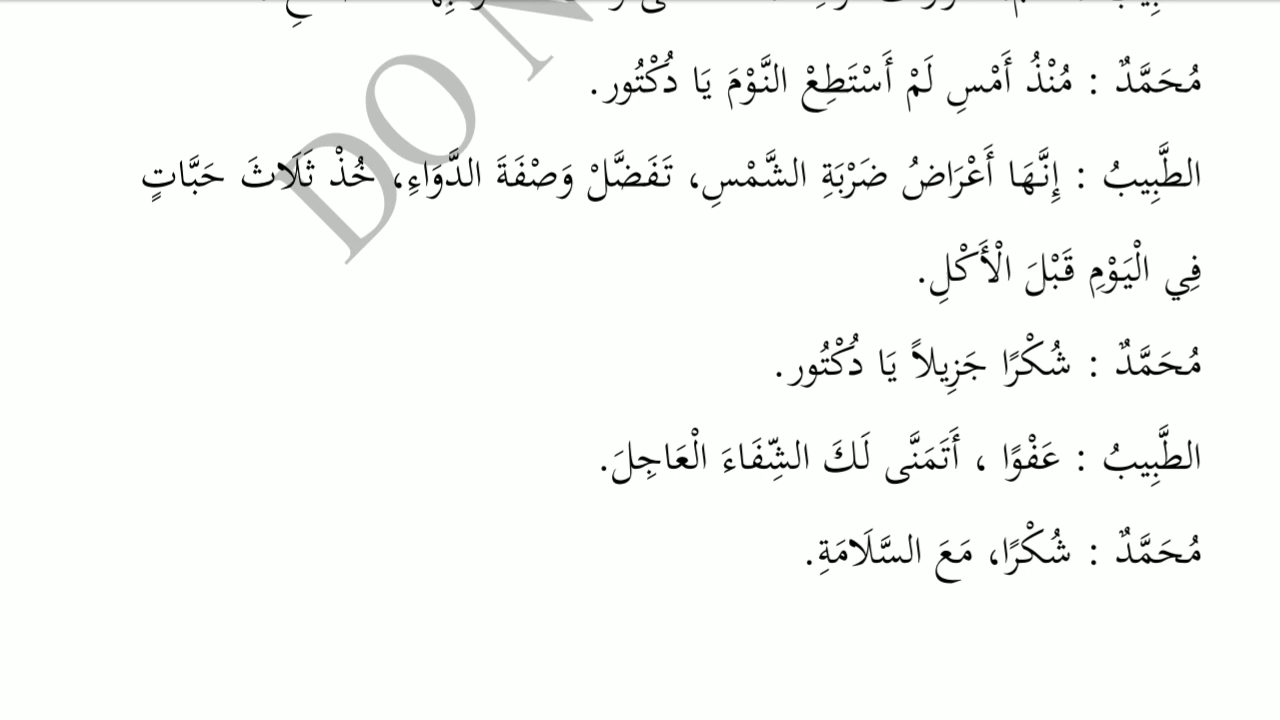 مُحَمَّدٌ : مُنْذُ أَمْسِ لَمْ أَسْتَطِعْ النَّوْمَ يَا دُكْتُور.
الطَّبِيبُ : إِنَّهَا أَعْرَاضُ ضَرْبَةِ الشَّمْسِ، تَفَضَّلْ وَصْفَةَ الدَّوَاءِ، خُذْ ثَلَاثَ حَبَّاتٍ
فِي الْيَوْمِ قَبْلَ الْأَكْلِ.
مُحَمَّدٌ : شُكْرًا جَزِيلاً يَا دُكْتُور.
الطَّبِيبُ : عَفْوًا ، أَتَمَنَّى لَكَ الشِّفَاءَ الْعَاجِلَ.
مُحَمَّدٌ : شُكْرًا، مَعَ السَّلَامَةِ.
DO N